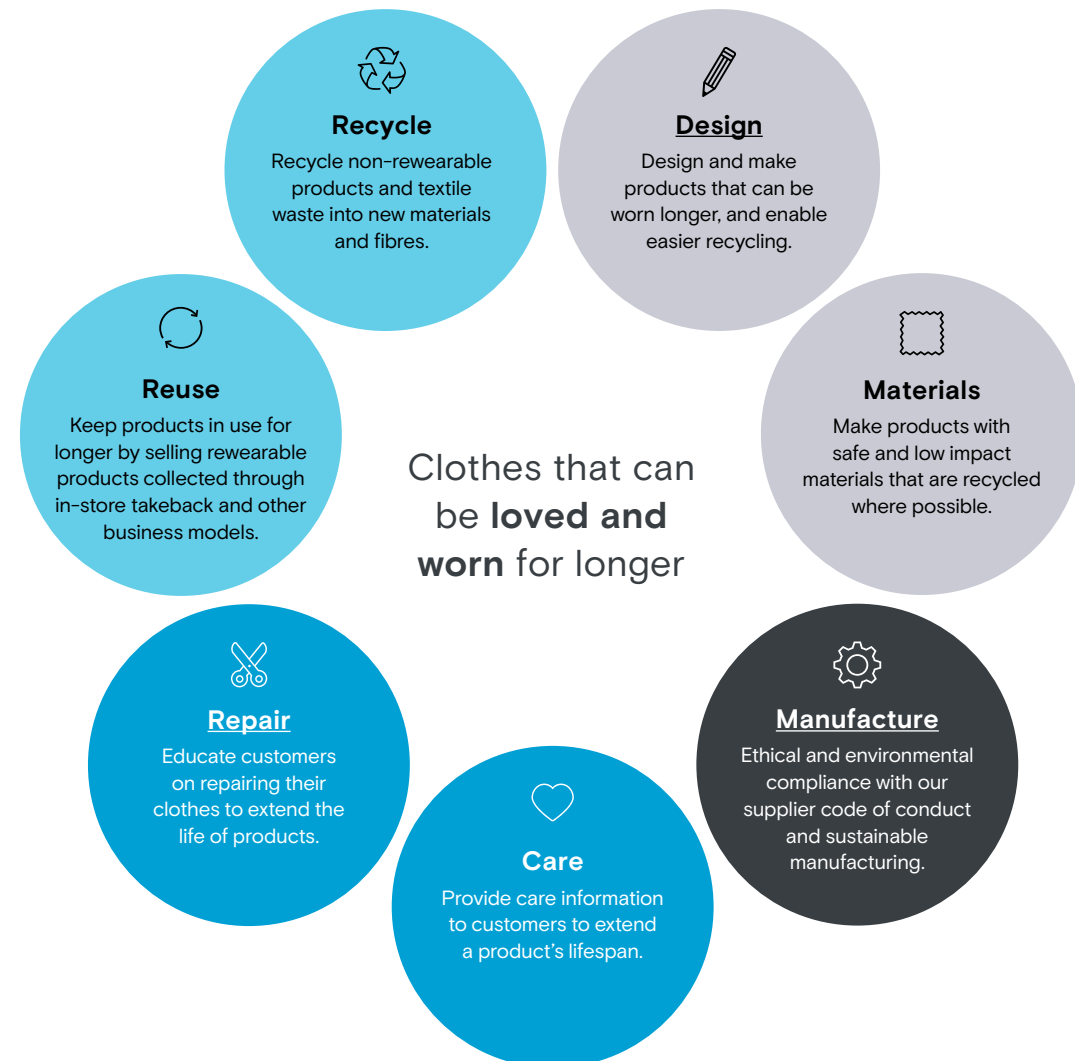 Recycle
Recycle non-rewearable
products and textile
waste into new materials
and fibres.
Design
Design and make
products that can be
worn longer, and enable
easier recycling.
Reuse
Keep products in use for
longer by selling rewearable
products collected through
in-store takeback and other
business models.
Materials
Make products with
safe and low impact
materials that are recycled
where possible.
Clothes that can
be loved and
worn for longer
Repair
Educate customers
on repairing their
clothes to extend the
life of products.
Manufacture
Ethical and environmental
compliance with our
supplier code of conduct
and sustainable
manufacturing.
Care
Provide care information
to customers to extend
a product's lifespan.